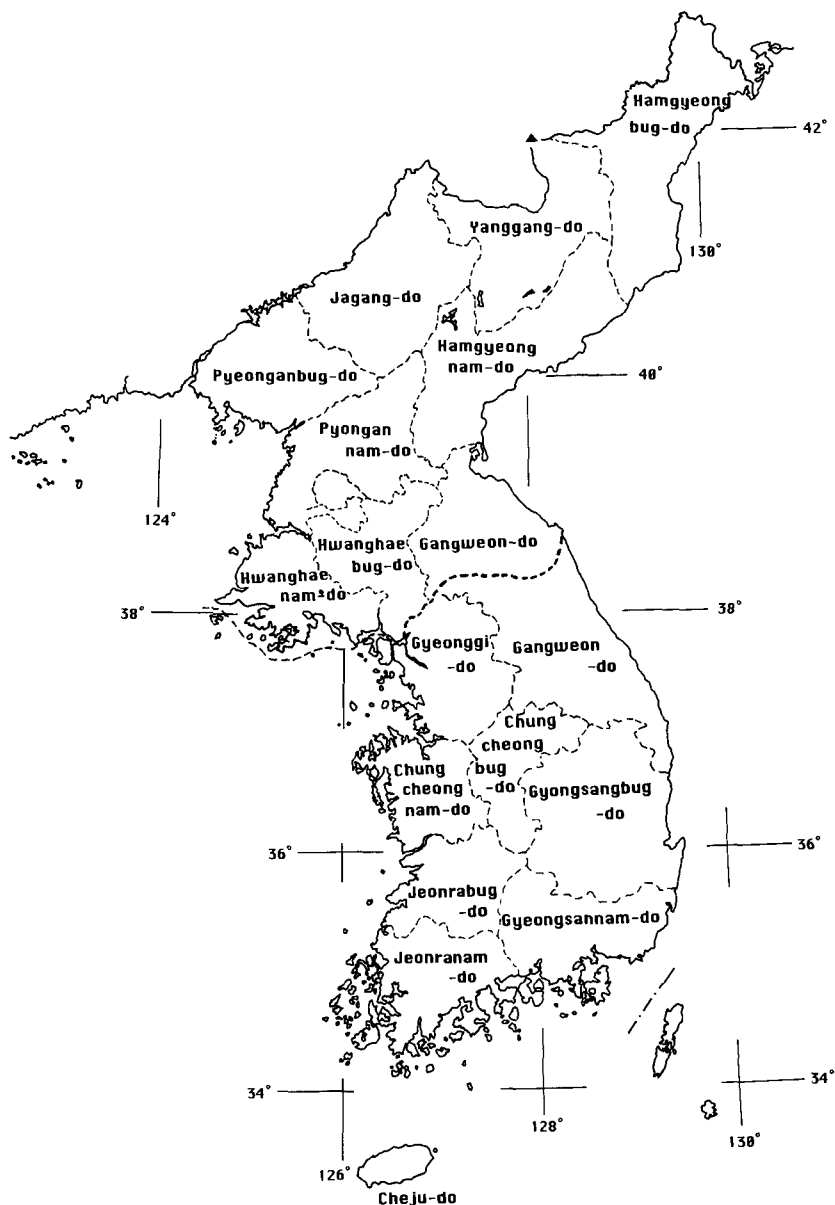 Hamgyeong
bug-do
42°
130°
Yanggang-do
Jagang-do
Hamgyeong
nam-do
40°
Pyeonganbug-do
Pyongan
nam-do
124°
Hwanghae
bug-do
Gangweon-do
Hwanghae
nam-do
38°
38°
Gyeonggi
-do
Gangweon
-do
Chung
cheong
bug
-do
Chung
cheong
nam-do
Gyongsangbug
-do
36°
36°
Jeonrabug
-do
Gyeongsannam-do
Jeonranam
-do
34°
34°
128°
130°
126°
Cheju-do